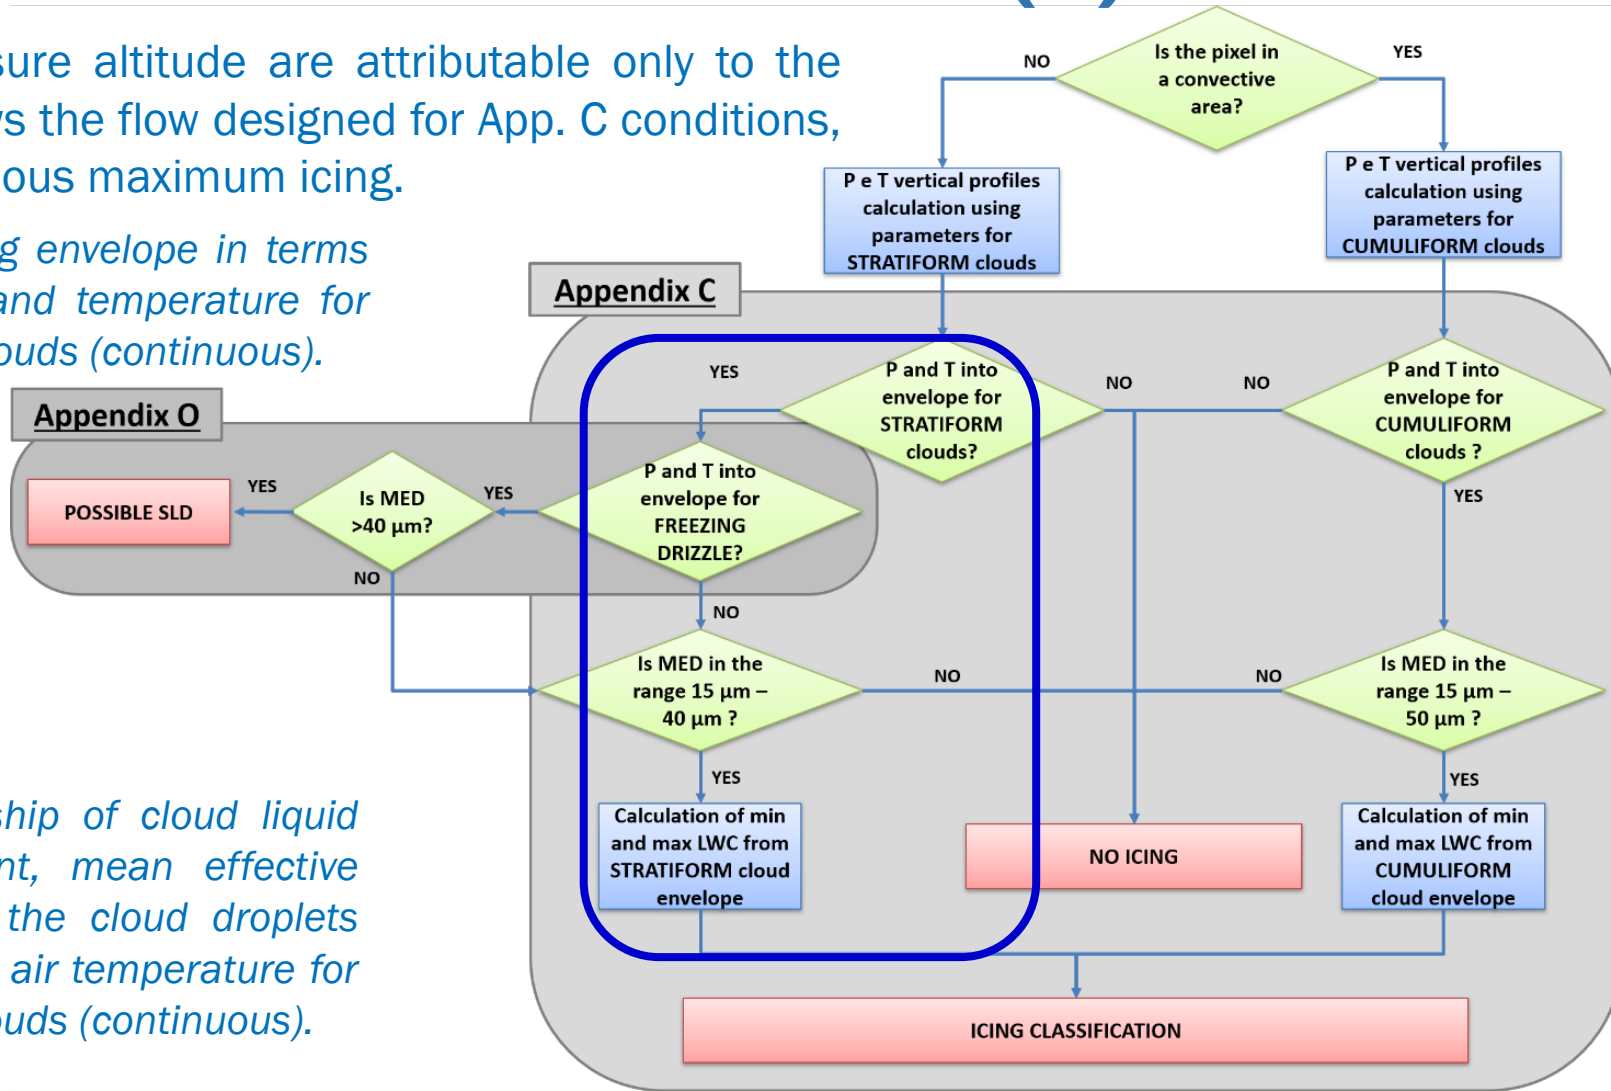 sure altitude are attributable only to the
ws the flow designed for App. C conditions,
ous maximum icing.
g envelope in terms
and temperature for
ouds (continuous).
ship of cloud liquid
nt, mean effective
the cloud droplets
air temperature for
ouds (continuous).
Is the pixel in
a convective
area?
NO
YES
P e T vertical profiles
calculation using
parameters for
STRATIFORM clouds
P e T vertical profiles
calculation using
parameters for
CUMULIFORM clouds
Appendix C
YES
P and T into
envelope for
STRATIFORM
clouds?
NO
NO
P and T into
envelope for
CUMULIFORM
clouds ?
YES
Appendix O
POSSIBLE SLD
YES
Is MED
>40 µm?
YES
P and T into
envelope for
FREEZING
DRIZZLE?
NO
NO
Is MED in the
range 15 µm –
40 µm ?
NO
NO
Is MED in the
range 15 µm –
50 µm ?
YES
YES
Calculation of min
and max LWC from
STRATIFORM cloud
envelope
NO ICING
Calculation of min
and max LWC from
CUMULIFORM
cloud envelope
ICING CLASSIFICATION